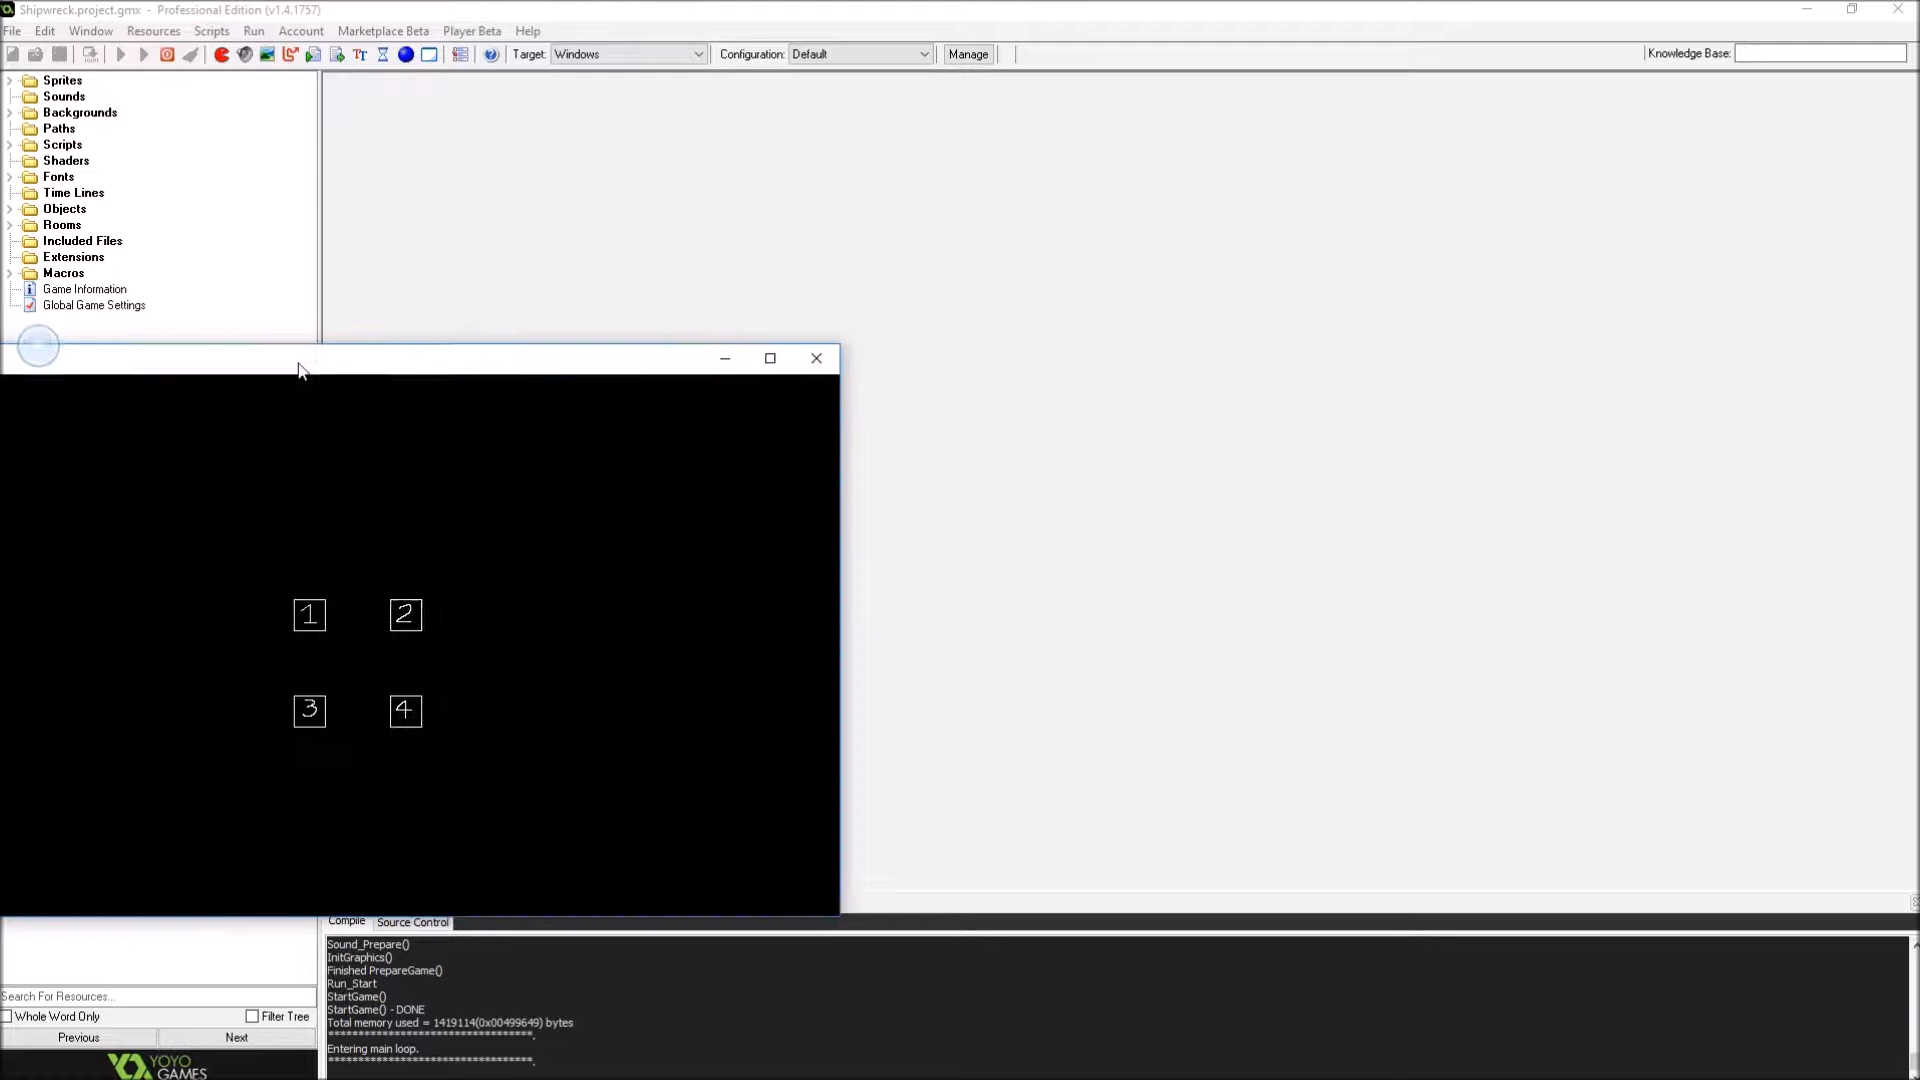 Shipwreck.project.gmx - Professional Edition (v1.4.1757)
File Edit Window Resources Scripts Run Account Marketplace Beta Player Beta Help
Target: Windows Configuration: Default Manage Knowledge Base:
Sprites
Sounds
Backgrounds
Paths
Scripts
Shaders
Fonts
Time Lines
Objects
Rooms
Included Files
Extensions
Macros
Game Information
Global Game Settings
1 2
3 4
Compile Source Control
Sound_Prepare()
InitGraphics()
Finished PrepareGame()
Run_Start
StartGame()
StartGame() - DONE
Total memory used = 1419114(0x00499649) bytes
**********************************.
Entering main loop.
**********************************.
Search For Resources...
Whole Word Only Filter Tree
Previous Next
YOYO
GAMES